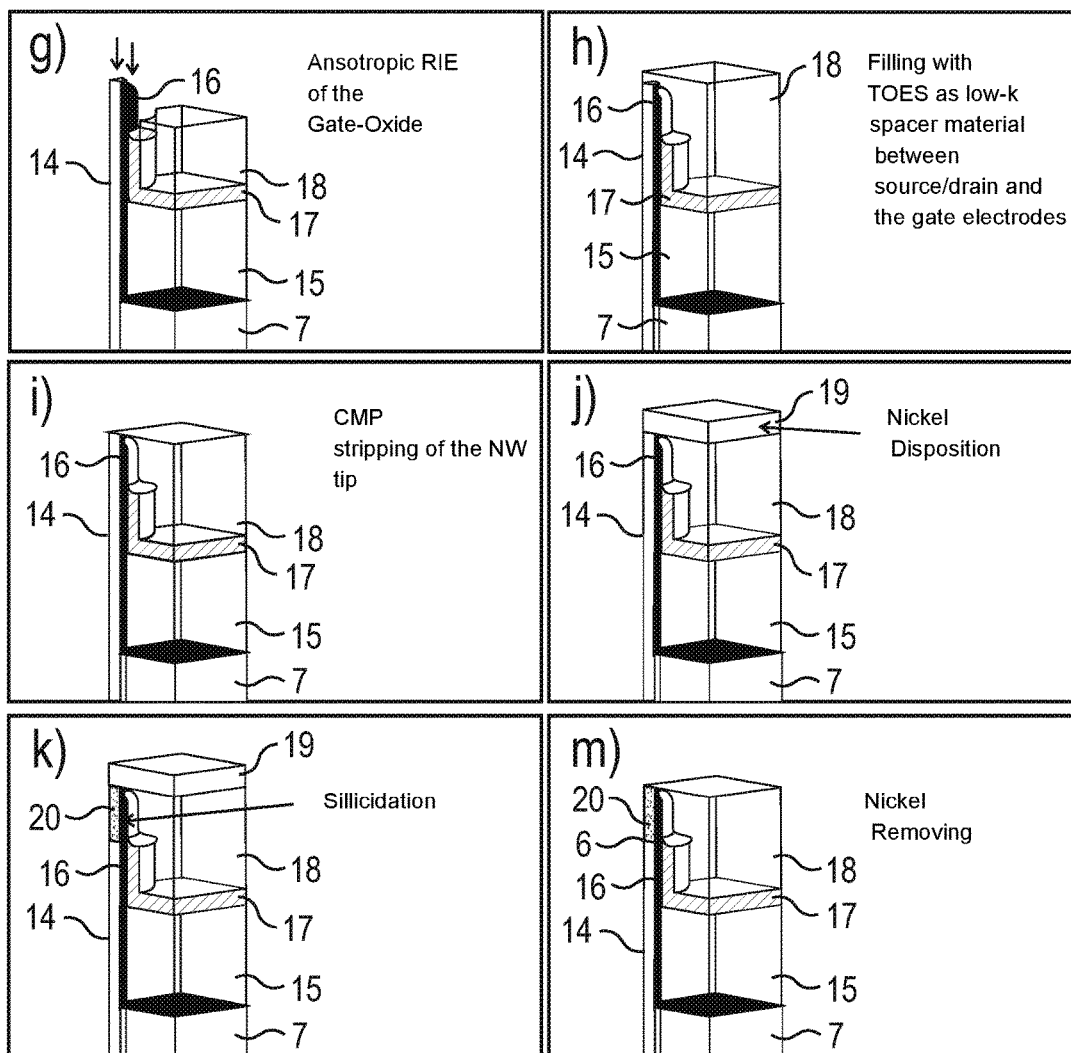 g)
16
Ansotropic RIE
of the
Gate-Oxide
14
18
17
15
7
h)
18
Filling with
TOES as low-k
spacer material
between
source/drain and
the gate electrodes
16
14
17
15
7
i)
CMP
stripping of the NW
tip
16
14
18
17
15
7
j)
19
Nickel
Disposition
16
14
18
17
15
7
k)
19
Sillicidation
20
16
18
14
17
15
7
m)
Nickel
Removing
20
6
16
18
14
17
15
7